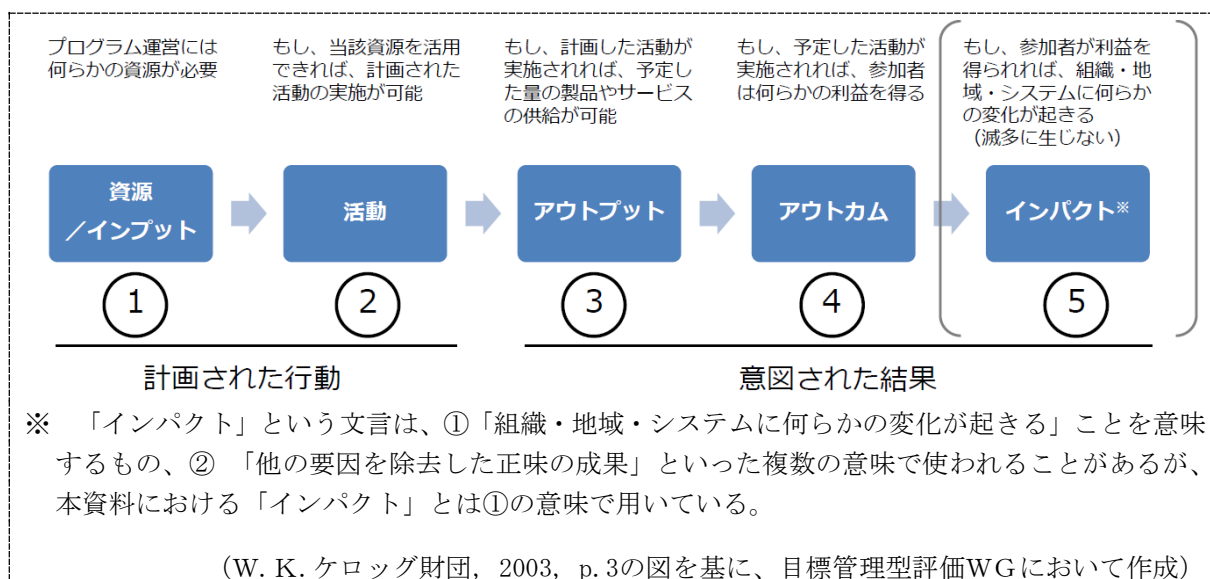 プログラム運営には
何らかの資源が必要
もし、当該資源を活用
できれば、計画された
活動の実施が可能
もし、計画した活動が
実施されれば、予定し
た量の製品やサービス
の供給が可能
もし、予定した活動が
実施されれば、参加者
は何らかの利益を得る
もし、参加者が利益を
得られれば、組織・地
域・システムに何らか
の変化が起きる
（滅多に生じない）
資源
／インプット
活動
アウトプット
アウトカム
インパクト※
1
2
3
4
5
計画された行動
意図された結果
※　「インパクト」という文言は、①「組織・地域・システムに何らかの変化が起きる」ことを意味
するもの、② 「他の要因を除去した正味の成果」といった複数の意味で使われることがあるが、
本資料における「インパクト」とは①の意味で用いている。
（W. K. ケロッグ財団, 2003, p.3の図を基に、目標管理型評価ＷＧにおいて作成）